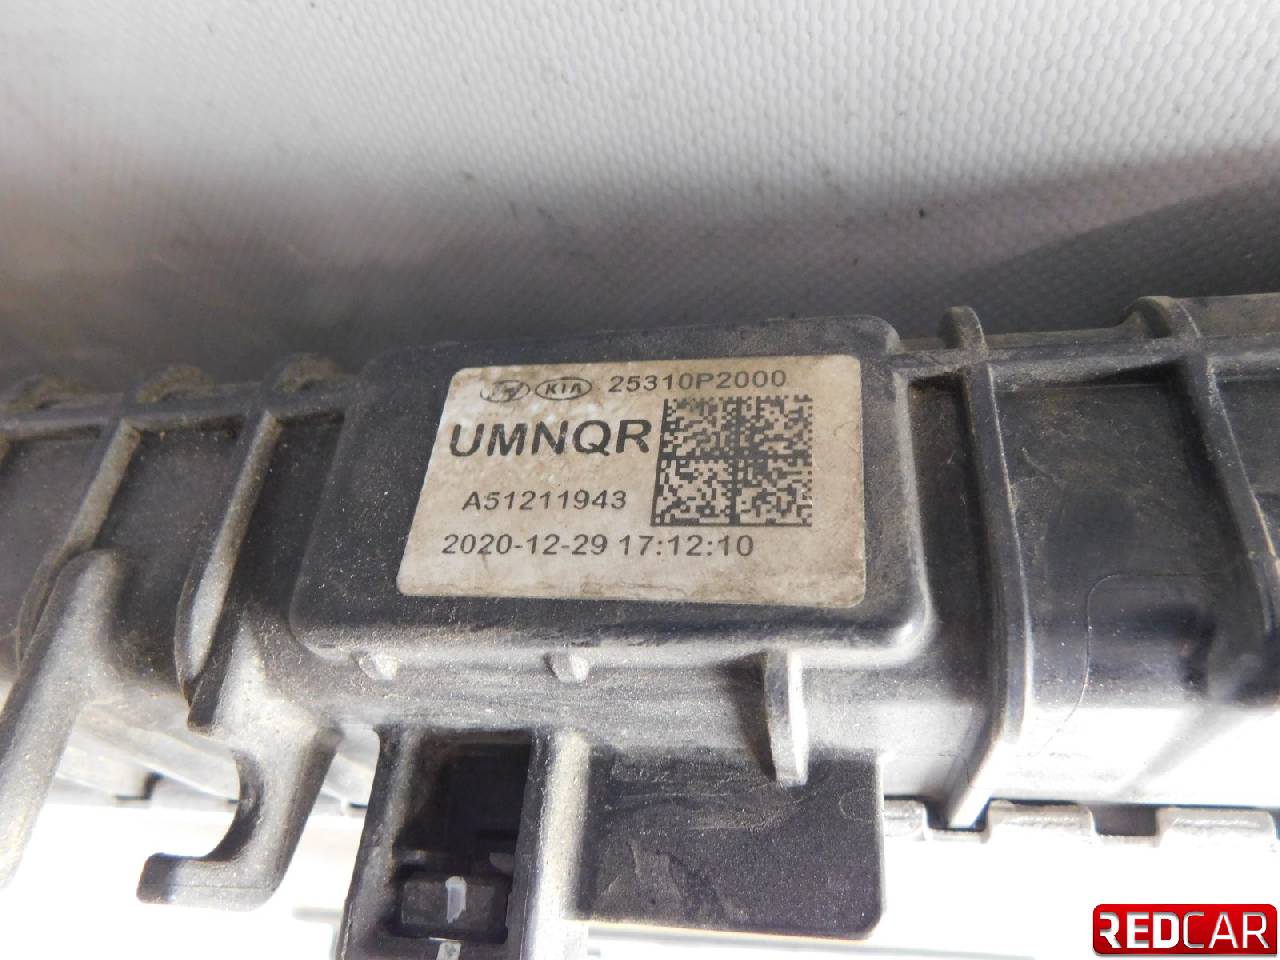 KIA 25310P2000
UMNQR
A51211943
2020-12-29 17:12:10
REDCAR